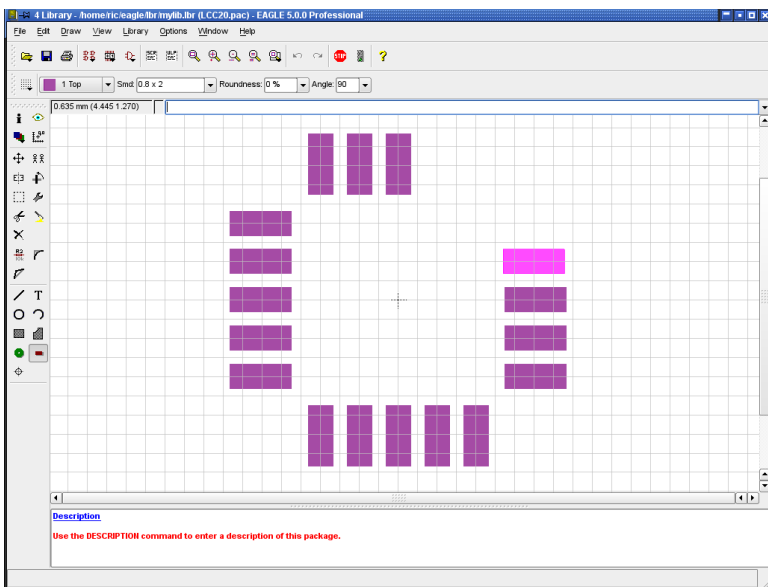 4 Library - /home/ric/eagle/lbr/mylib.lbr (LCC20.pac) - EAGLE 5.0.0 Professional
File Edit Draw View Library Options Window Help
STOP ?
1 Top Smd: 0.8 x 2 Roundness: 0 % Angle: 90
0.635 mm (4.445 1.270)
i
T
Description
Use the DESCRIPTION command to enter a description of this package.